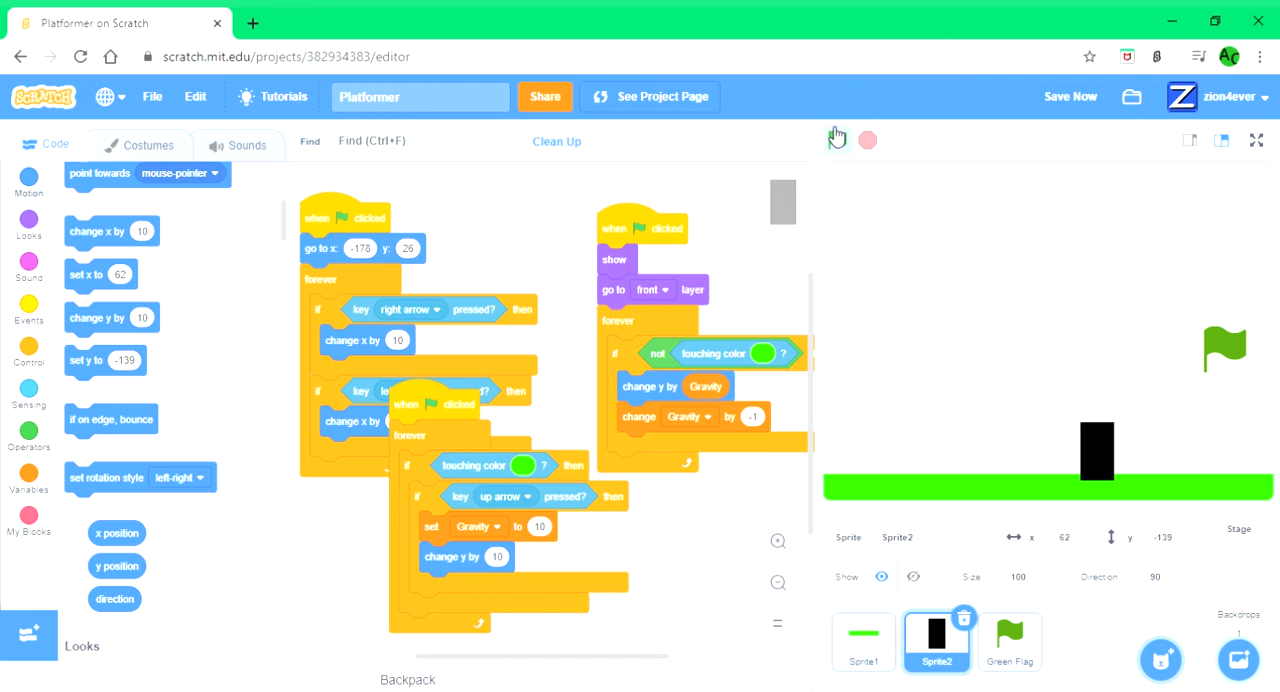 Platformer on Scratch
scratch.mit.edu/projects/382934383/editor
AC
SCRATCH File Edit Tutorials Platformer Share See Project Page Save Now Z zion4ever
Code Costumes Sounds Find Find (Ctrl+F) Clean Up
Motion
Looks
Sound
Events
Control
Sensing
Operators
Variables
My Blocks
point towards mouse-pointer
change x by 10
set x to 62
change y by 10
set y to -139
if on edge, bounce
set rotation style left-right
x position
y position
direction
Looks
when clicked
go to x: -178 y: 26
forever
if key right arrow pressed? then
change x by 10
if key le d? then
change x by
when clicked
forever
if touching color ? then
if key up arrow pressed? then
set Gravity to 10
change y by 10
when clicked
show
go to front layer
forever
if not touching color ?
change y by Gravity
change Gravity by -1
Backpack
Sprite Sprite2 x 62 y -139
Show Size 100 Direction 90
Sprite1
Sprite2
Green Flag
Stage
Backdrops
1